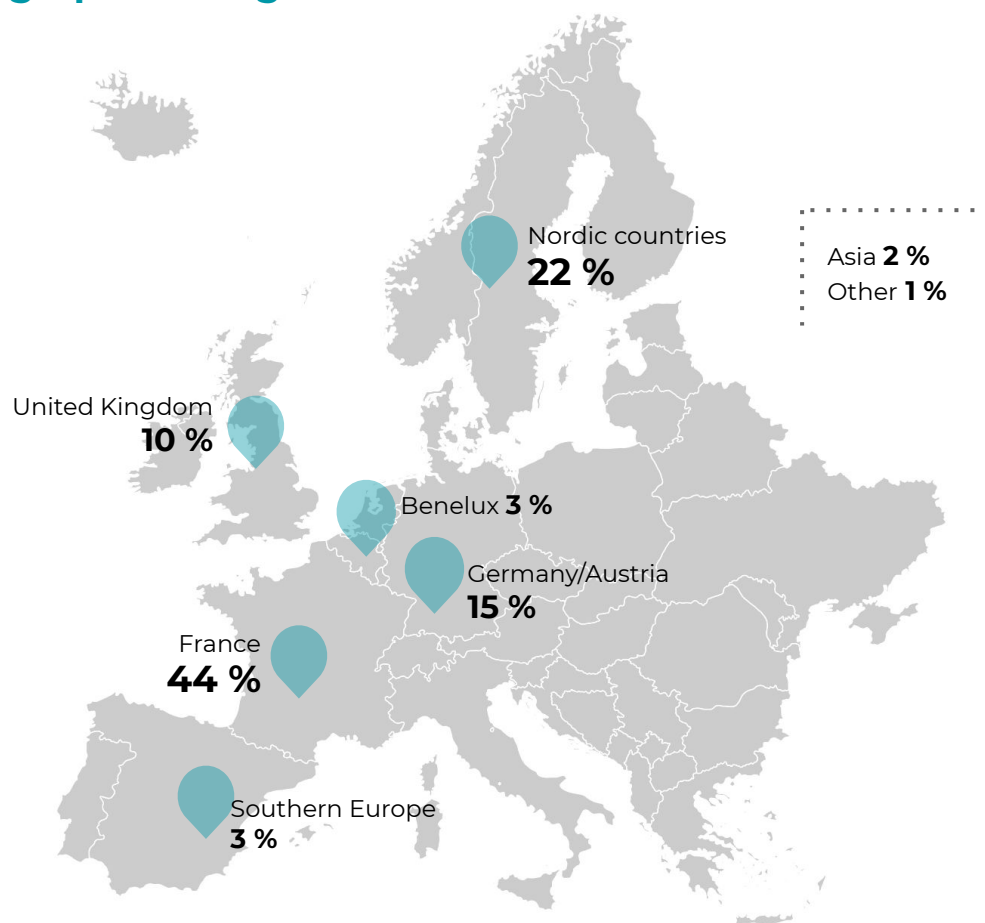 Nordic countries
22 %
Asia 2 %
Other 1 %
United Kingdom
10 %
Benelux 3 %
Germany/Austria
15 %
France
44 %
Southern Europe
3 %